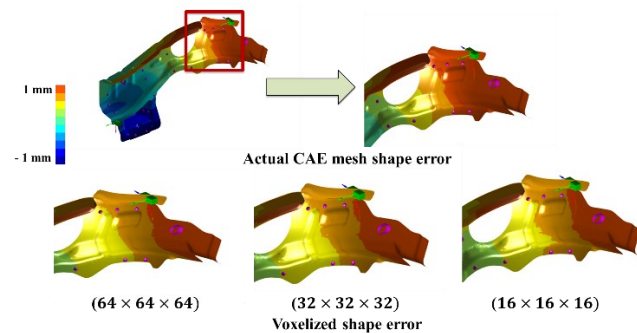 1 mm
- 1 mm
Actual CAE mesh shape error
(64 × 64 × 64)
(32 × 32 × 32)
(16 × 16 × 16)
Voxelized shape error